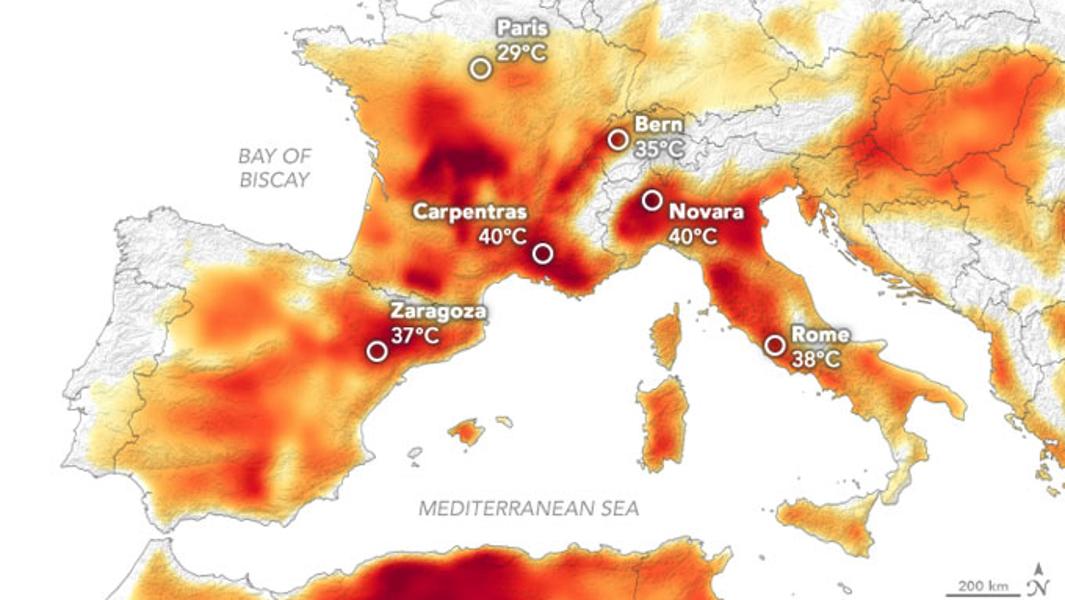 Paris
29°C
Bern
35°C
BAY OF
BISCAY
Carpentras
40°C
Novara
40°C
Zaragoza
37°C
Rome
38°C
MEDITERRANEAN SEA
200 km
N